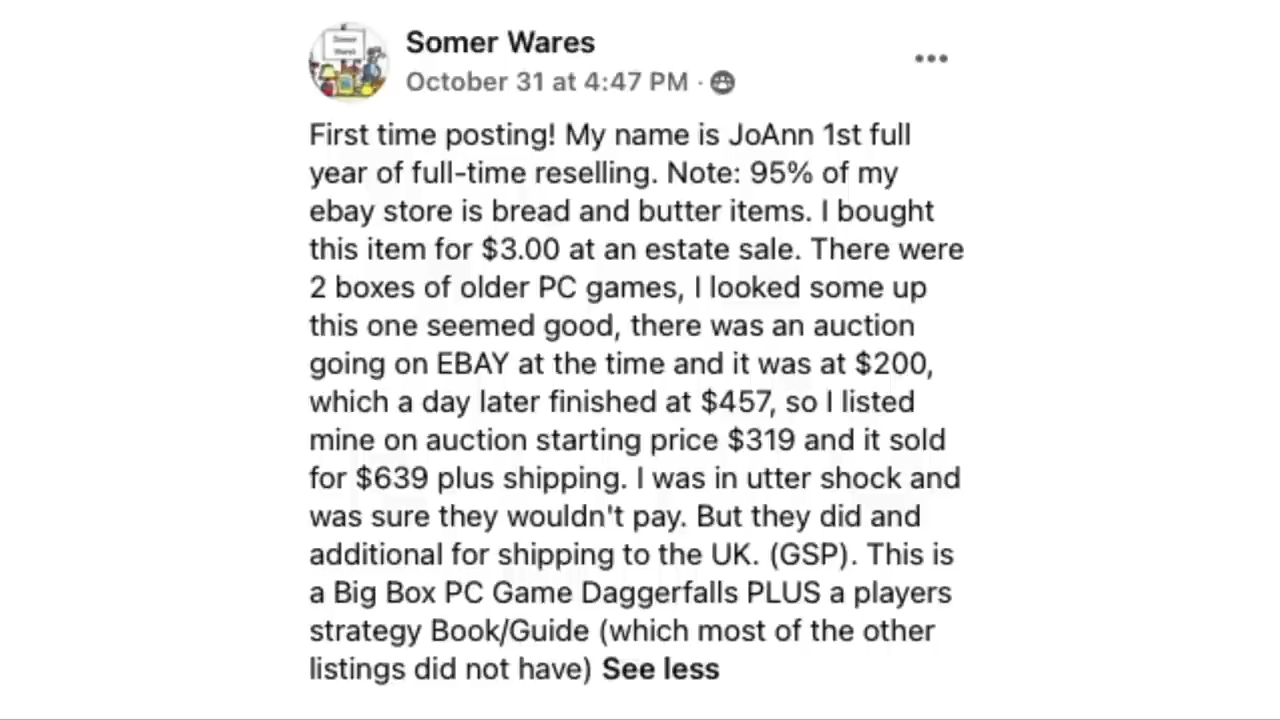 Somer Wares
October 31 at 4:47 PM ·
First time posting! My name is JoAnn 1st full
year of full-time reselling. Note: 95% of my
ebay store is bread and butter items. I bought
this item for $3.00 at an estate sale. There were
2 boxes of older PC games, I looked some up
this one seemed good, there was an auction
going on EBAY at the time and it was at $200,
which a day later finished at $457, so I listed
mine on auction starting price $319 and it sold
for $639 plus shipping. I was in utter shock and
was sure they wouldn't pay. But they did and
additional for shipping to the UK. (GSP). This is
a Big Box PC Game Daggerfalls PLUS a players
strategy Book/Guide (which most of the other
listings did not have) See less